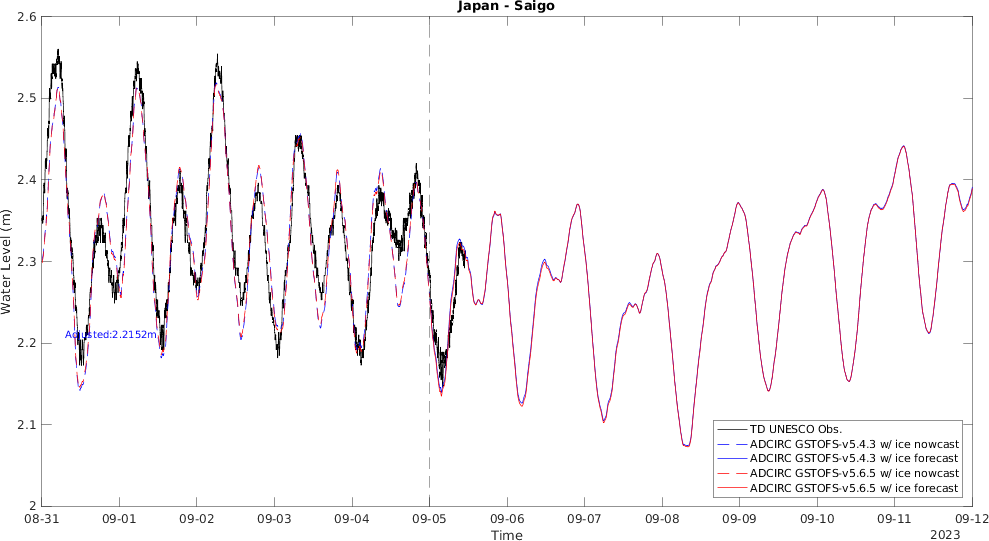 Japan - Saigo
2.6
2.5
2.4
2.3
2.2
2.1
2
Water Level (m)
Adjusted:2.2152m
TD UNESCO Obs.
ADCIRC GSTOFS-v5.4.3 w/ ice nowcast
ADCIRC GSTOFS-v5.4.3 w/ ice forecast
ADCIRC GSTOFS-v5.6.5 w/ ice nowcast
ADCIRC GSTOFS-v5.6.5 w/ ice forecast
08-31 09-01 09-02 09-03 09-04 09-05 09-06 09-07 09-08 09-09 09-10 09-11 09-12
Time
2023